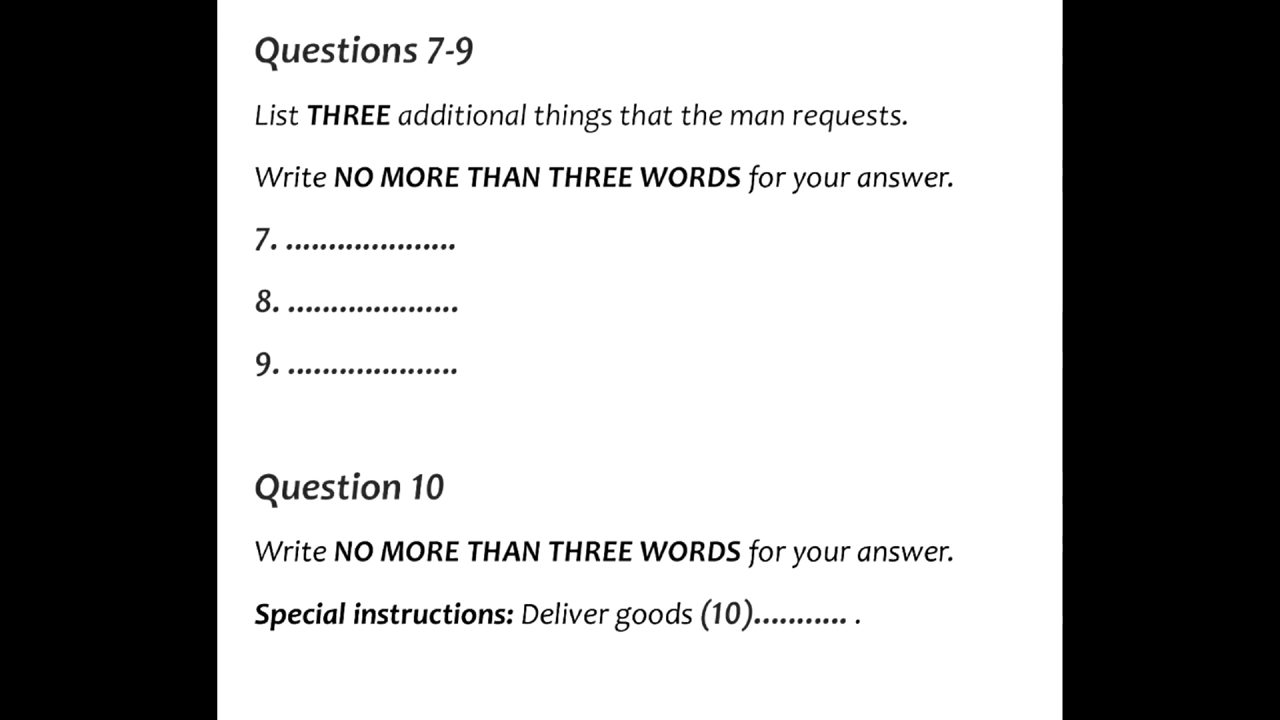 Questions 7-9
List THREE additional things that the man requests.
Write NO MORE THAN THREE WORDS for your answer.
7. ....................
8. ....................
9. ....................
Question 10
Write NO MORE THAN THREE WORDS for your answer.
Special instructions: Deliver goods (10)........... .